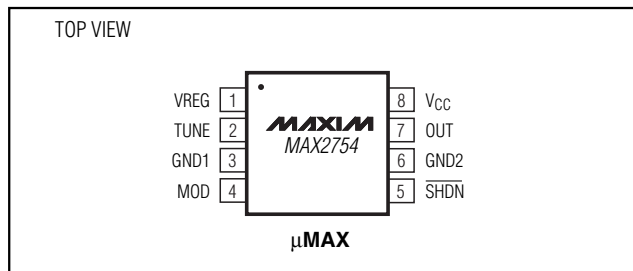 TOP VIEW
VREG 1
TUNE 2
GND1 3
MOD 4
MAXIM
MAX2754
8 VCC
7 OUT
6 GND2
5 SHDN
μMAX